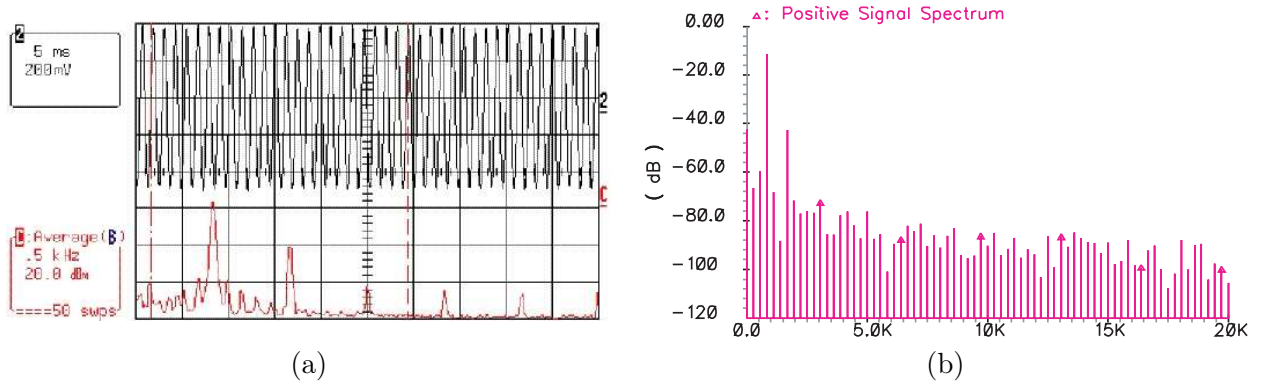 2
5 ms
200mV
2
C
B:Average(B)
.5 kHz
20.0 dBm
====50 swps
(a)
△: Positive Signal Spectrum
0.00
-20.0
-40.0
-60.0
-80.0
-100
-120
( dB )
0.0
5.0K
10K
15K
20K
(b)